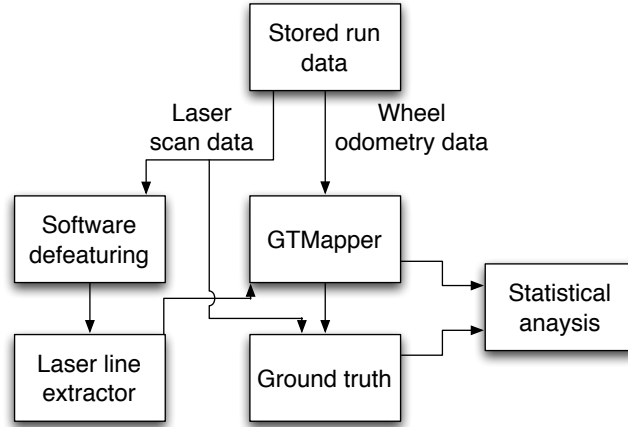 Stored run
data
Laser
scan data
Wheel
odometry data
Software
defeaturing
GTMapper
Statistical
anaysis
Laser line
extractor
Ground truth